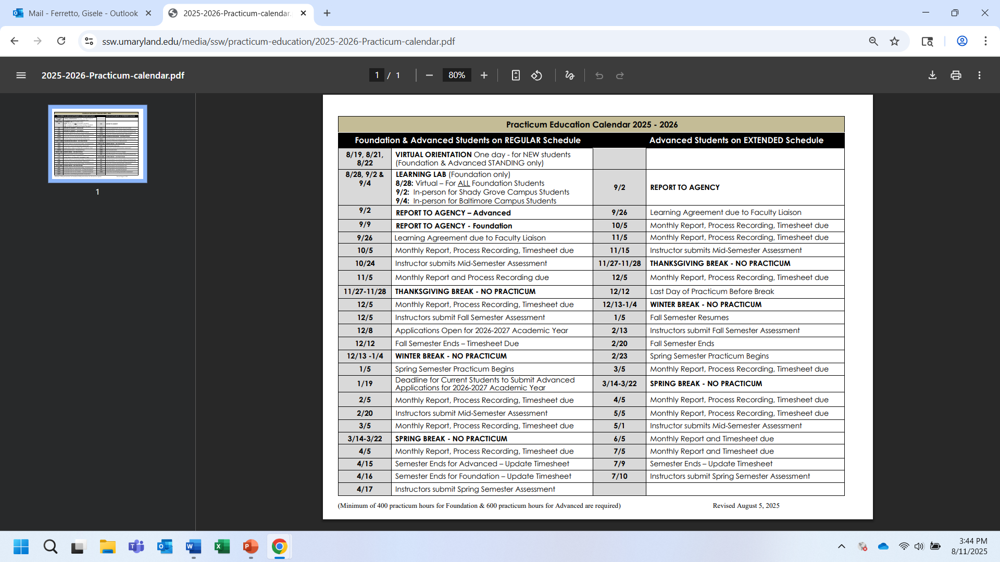 Mail - Ferretto, Gisele - Outlook
2025-2026-Practicum-calendar.
ssw.umaryland.edu/media/ssw/practicum-education/2025-2026-Practicum-calendar.pdf
2025-2026-Practicum-calendar.pdf
1 / 1
80%
1
Practicum Education Calendar 2025 - 2026
Foundation & Advanced Students on REGULAR Schedule Advanced Students on EXTENDED Schedule
8/19, 8/21, VIRTUAL ORIENTATION One day - for NEW students
8/22 (Foundation & Advanced STANDING only)
8/28, 9/2 & LEARNING LAB (Foundation only)
9/4 8/28: Virtual – For ALL Foundation Students
9/2 REPORT TO AGENCY
9/2: In-person for Shady Grove Campus Students
9/4: In-person for Baltimore Campus Students
9/2 REPORT TO AGENCY – Advanced 9/26 Learning Agreement due to Faculty Liaison
9/9 REPORT TO AGENCY - Foundation 10/5 Monthly Report, Process Recording, Timesheet due
9/26 Learning Agreement due to Faculty Liaison 11/5 Monthly Report, Process Recording, Timesheet due
10/5 Monthly Report, Process Recording, Timesheet due 11/15 Instructor submits Mid-Semester Assessment
10/24 Instructor submits Mid-Semester Assessment 11/27-11/28 THANKSGIVING BREAK - NO PRACTICUM
11/5 Monthly Report and Process Recording due 12/5 Monthly Report, Process Recording, Timesheet due
11/27-11/28 THANKSGIVING BREAK - NO PRACTICUM 12/12 Last Day of Practicum Before Break
12/5 Monthly Report, Process Recording, Timesheet due 12/13-1/4 WINTER BREAK - NO PRACTICUM
12/5 Instructors submit Fall Semester Assessment 1/5 Fall Semester Resumes
12/8 Applications Open for 2026-2027 Academic Year 2/13 Instructors submit Fall Semester Assessment
12/12 Fall Semester Ends – Timesheet Due 2/20 Fall Semester Ends
12/13 -1/4 WINTER BREAK - NO PRACTICUM 2/23 Spring Semester Practicum Begins
1/5 Spring Semester Practicum Begins 3/5 Monthly Report, Process Recording, Timesheet due
1/19 Deadline for Current Students to Submit Advanced
Applications for 2026-2027 Academic Year
3/14-3/22 SPRING BREAK - NO PRACTICUM
2/5 Monthly Report, Process Recording, Timesheet due 4/5 Monthly Report, Process Recording, Timesheet due
2/20 Instructors submit Mid-Semester Assessment 5/5 Monthly Report, Process Recording, Timesheet due
3/5 Monthly Report, Process Recording, Timesheet due 5/1 Instructor submits Mid-Semester Assessment
3/14-3/22 SPRING BREAK - NO PRACTICUM 6/5 Monthly Report and Timesheet due
4/5 Monthly Report, Process Recording, Timesheet due 7/5 Monthly Report and Timesheet due
4/15 Semester Ends for Advanced – Update Timesheet 7/9 Semester Ends – Update Timesheet
4/16 Semester Ends for Foundation – Update Timesheet 7/10 Instructors submit Spring Semester Assessment
4/17 Instructors submit Spring Semester Assessment
(Minimum of 400 practicum hours for Foundation & 600 practicum hours for Advanced are required) Revised August 5, 2025
3:44 PM
8/11/2025